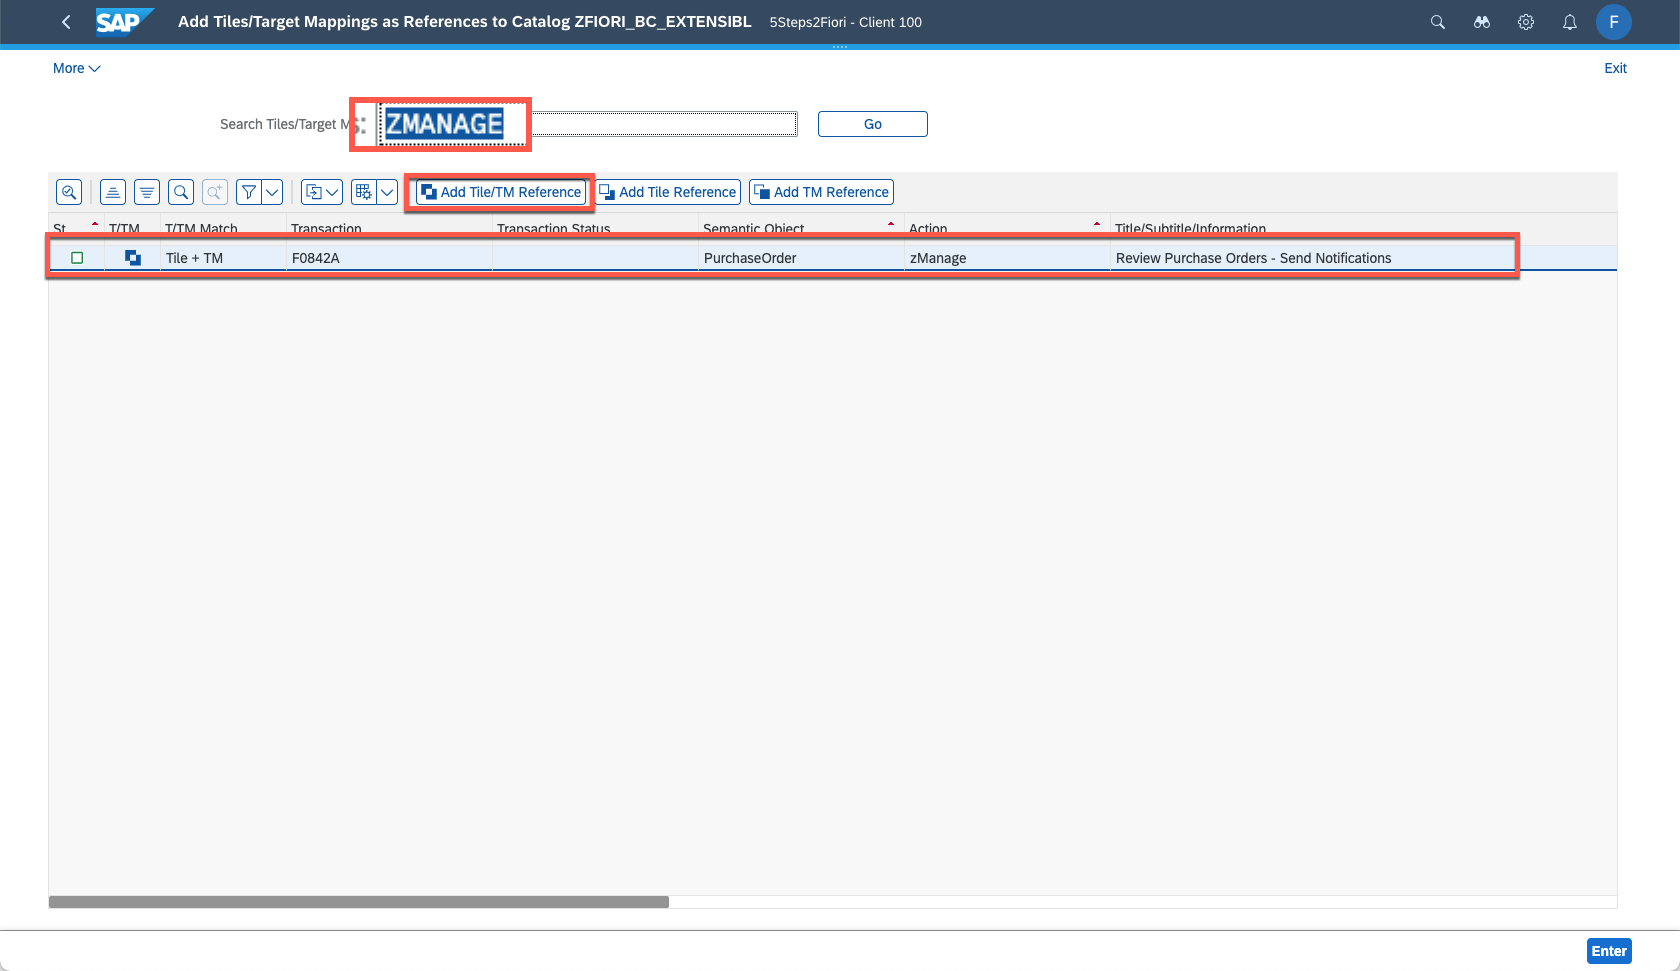 SAP Add Tiles/Target Mappings as References to Catalog ZFIORI_BC_EXTENSIBL 5Steps2Fiori - Client 100 F
More Exit
Search Tiles/Target M s: ZMANAGE Go
Add Tile/TM Reference Add Tile Reference Add TM Reference
St T/TM T/TM Match Transaction Transaction Status Semantic Object Action Title/Subtitle/Information
Tile + TM F0842A PurchaseOrder zManage Review Purchase Orders - Send Notifications
Enter